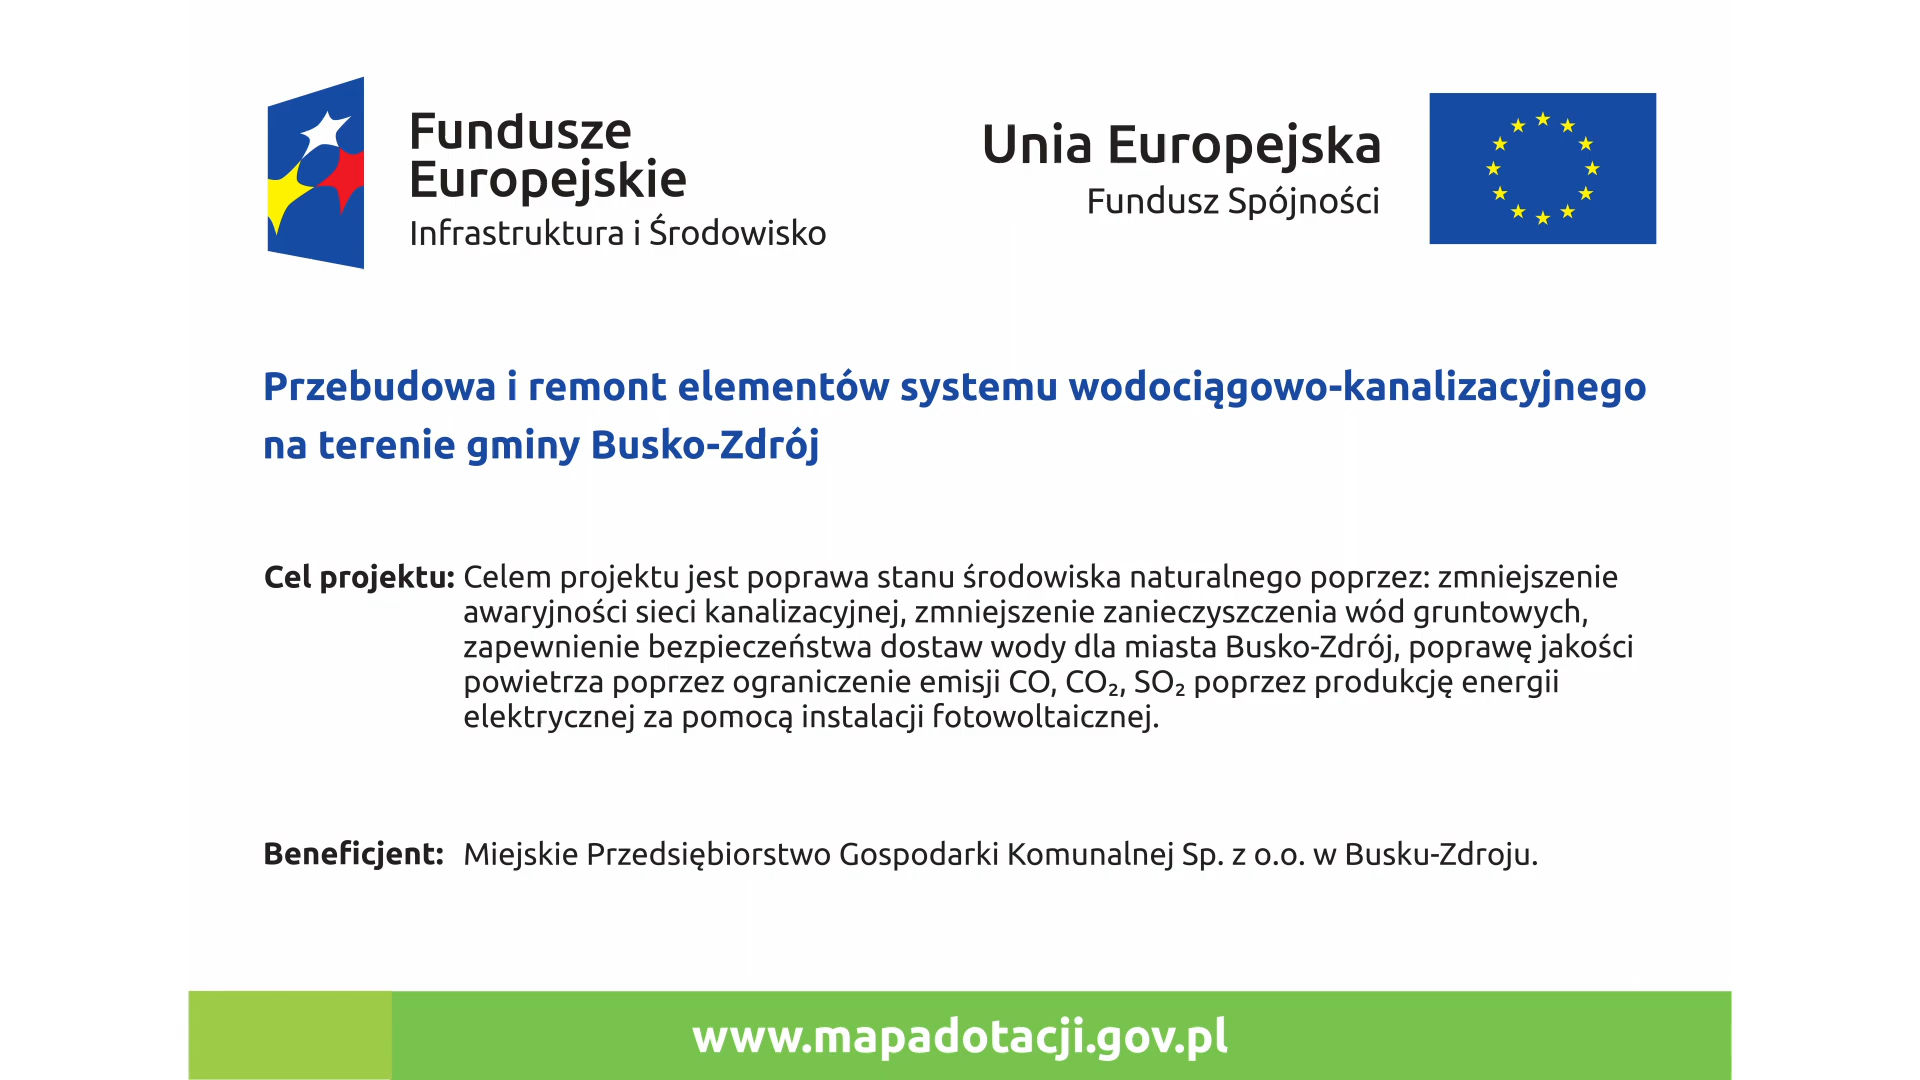 Fundusze
Europejskie
Infrastruktura i Środowisko
Unia Europejska
Fundusz Spójności
Przebudowa i remont elementów systemu wodociągowo-kanalizacyjnego
na terenie gminy Busko-Zdrój
Cel projektu: Celem projektu jest poprawa stanu środowiska naturalnego poprzez: zmniejszenie
awaryjności sieci kanalizacyjnej, zmniejszenie zanieczyszczenia wód gruntowych,
zapewnienie bezpieczeństwa dostaw wody dla miasta Busko-Zdrój, poprawę jakości
powietrza poprzez ograniczenie emisji CO, CO₂, SO₂ poprzez produkcję energii
elektrycznej za pomocą instalacji fotowoltaicznej.
Beneficjent: Miejskie Przedsiębiorstwo Gospodarki Komunalnej Sp. z o.o. w Busku-Zdroju.
www.mapadotacji.gov.pl